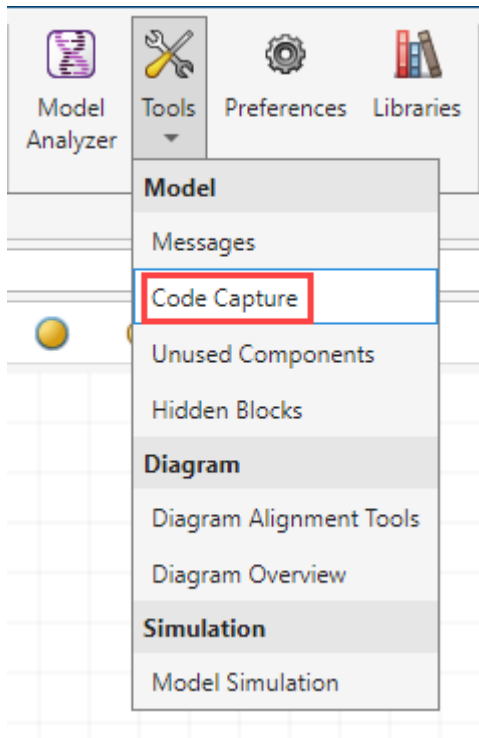 Model
Analyzer
Tools
Preferences
Libraries
Model
Messages
Code Capture
Unused Components
Hidden Blocks
Diagram
Diagram Alignment Tools
Diagram Overview
Simulation
Model Simulation